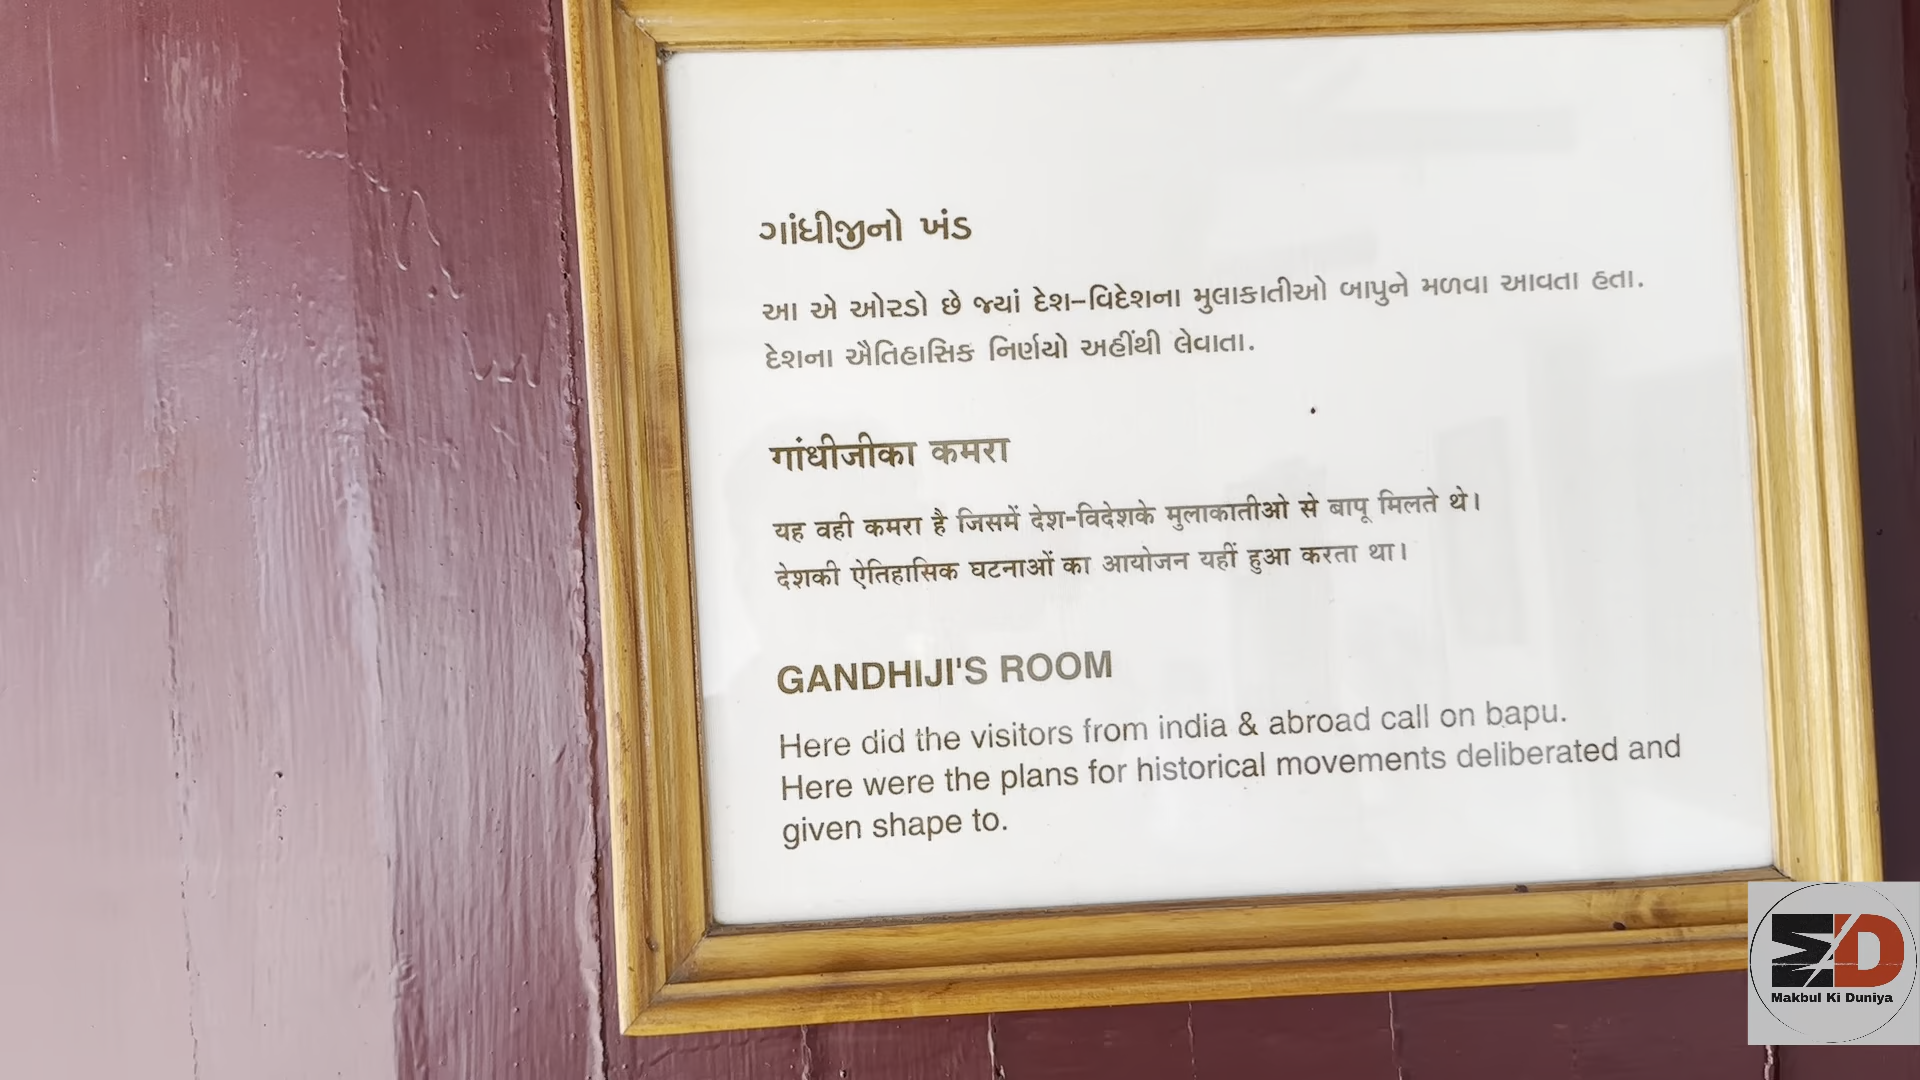 ગાંધીજીનો ખંડ
આ એ ઓરડો છે જ્યાં દેશ–વિદેશના મુલાકાતીઓ બાપુને મળવા આવતા હતા.
દેશના ઐતિહાસિક નિર્ણયો અહીંથી લેવાતા.
गांधीजीका कमरा
यह वही कमरा है जिसमें देश-विदेशके मुलाकातीओ से बापू मिलते थे।
देशकी ऐतिहासिक घटनाओं का आयोजन यहीं हुआ करता था।
GANDHIJI'S ROOM
Here did the visitors from india & abroad call on bapu.
Here were the plans for historical movements deliberated and
given shape to.
MD
Makbul Ki Duniya